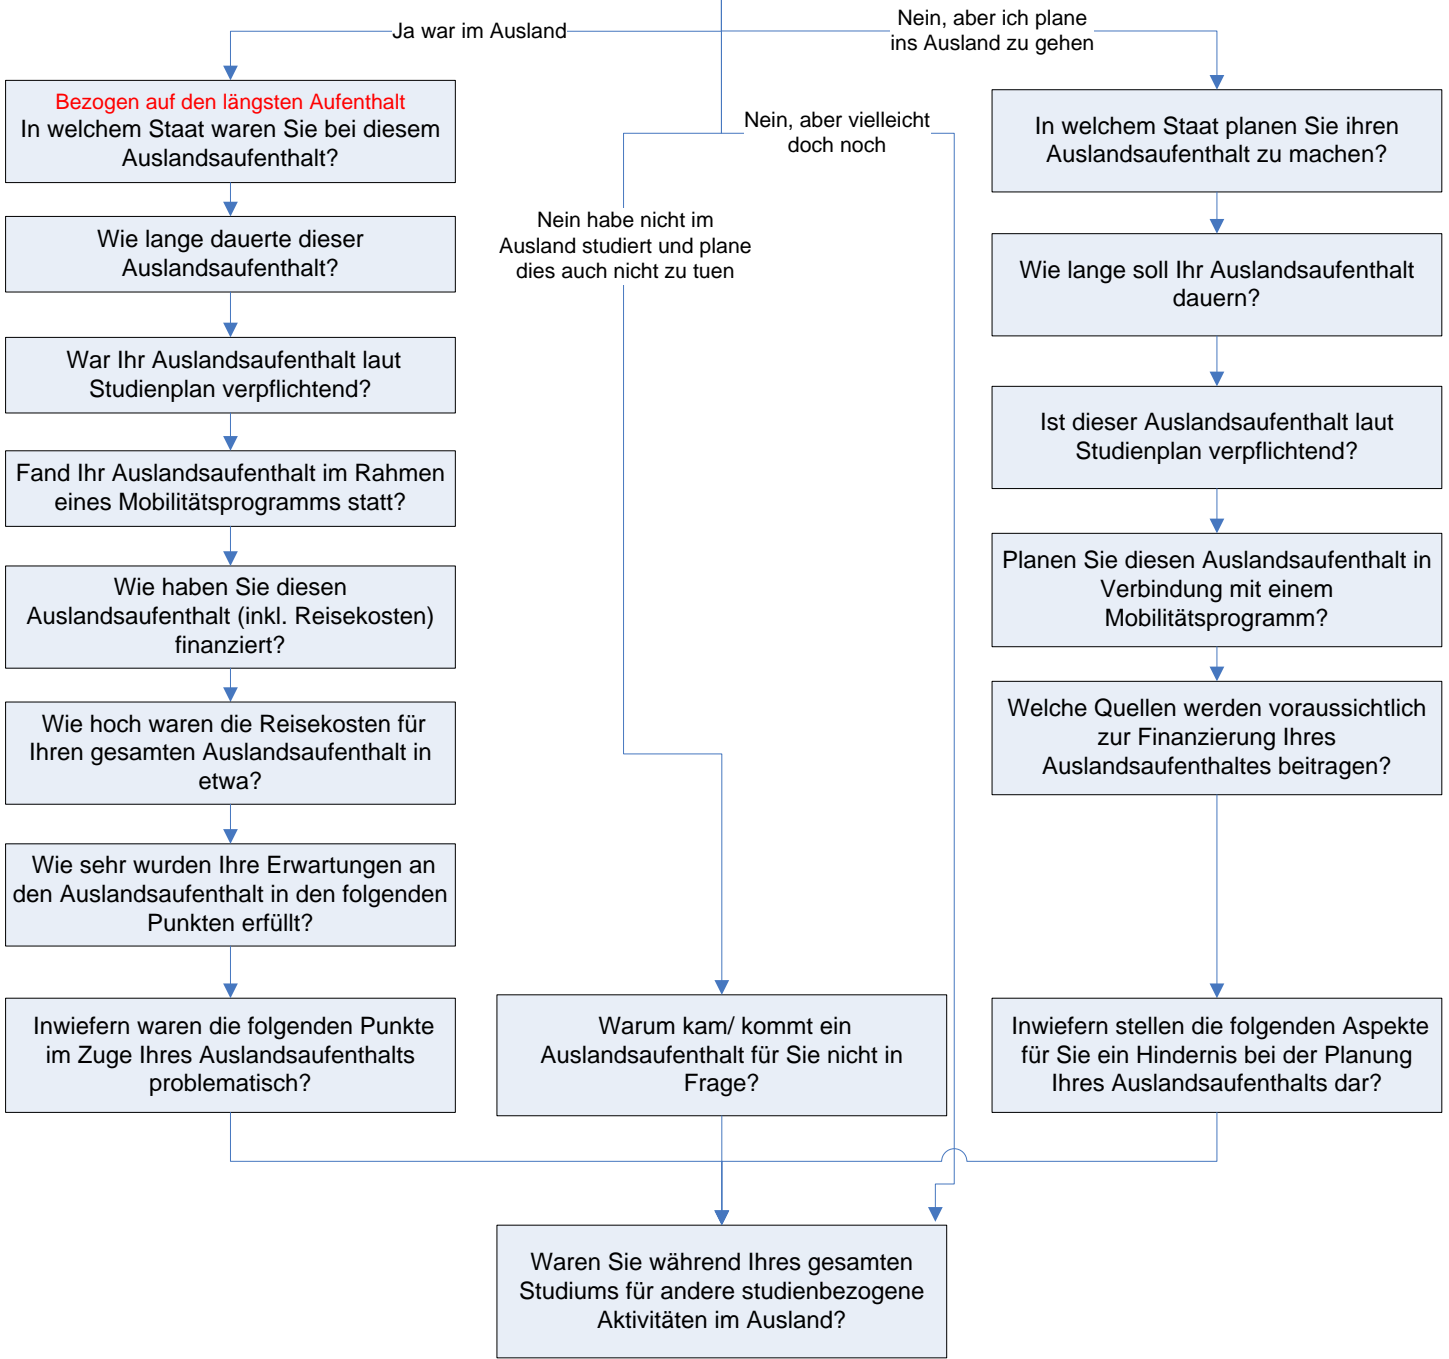 Ja war im Ausland
Nein, aber ich plane
ins Ausland zu gehen
Nein, aber vielleicht
doch noch
Nein habe nicht im
Ausland studiert und plane
dies auch nicht zu tuen
Bezogen auf den längsten Aufenthalt
In welchem Staat waren Sie bei diesem
Auslandsaufenthalt?
Wie lange dauerte dieser
Auslandsaufenthalt?
War Ihr Auslandsaufenthalt laut
Studienplan verpflichtend?
Fand Ihr Auslandsaufenthalt im Rahmen
eines Mobilitätsprogramms statt?
Wie haben Sie diesen
Auslandsaufenthalt (inkl. Reisekosten)
finanziert?
Wie hoch waren die Reisekosten für
Ihren gesamten Auslandsaufenthalt in
etwa?
Wie sehr wurden Ihre Erwartungen an
den Auslandsaufenthalt in den folgenden
Punkten erfüllt?
Inwiefern waren die folgenden Punkte
im Zuge Ihres Auslandsaufenthalts
problematisch?
Warum kam/ kommt ein
Auslandsaufenthalt für Sie nicht in
Frage?
In welchem Staat planen Sie ihren
Auslandsaufenthalt zu machen?
Wie lange soll Ihr Auslandsaufenthalt
dauern?
Ist dieser Auslandsaufenthalt laut
Studienplan verpflichtend?
Planen Sie diesen Auslandsaufenthalt in
Verbindung mit einem
Mobilitätsprogramm?
Welche Quellen werden voraussichtlich
zur Finanzierung Ihres
Auslandsaufenthaltes beitragen?
Inwiefern stellen die folgenden Aspekte
für Sie ein Hindernis bei der Planung
Ihres Auslandsaufenthalts dar?
Waren Sie während Ihres gesamten
Studiums für andere studienbezogene
Aktivitäten im Ausland?